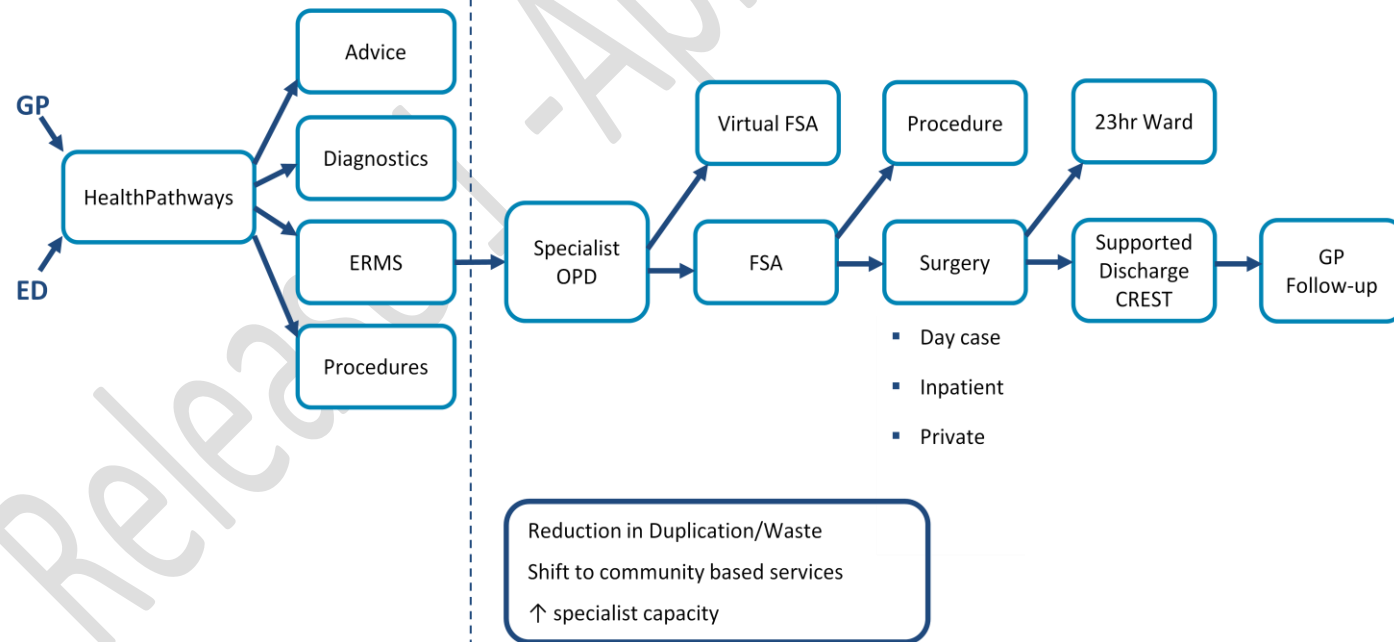 GP
ED
HealthPathways
Advice
Diagnostics
ERMS
Procedures
Specialist
OPD
Virtual FSA
FSA
Procedure
Surgery
▪ Day case
▪ Inpatient
▪ Private
23hr Ward
Supported
Discharge
CREST
GP
Follow-up
Reduction in Duplication/Waste
Shift to community based services
↑ specialist capacity